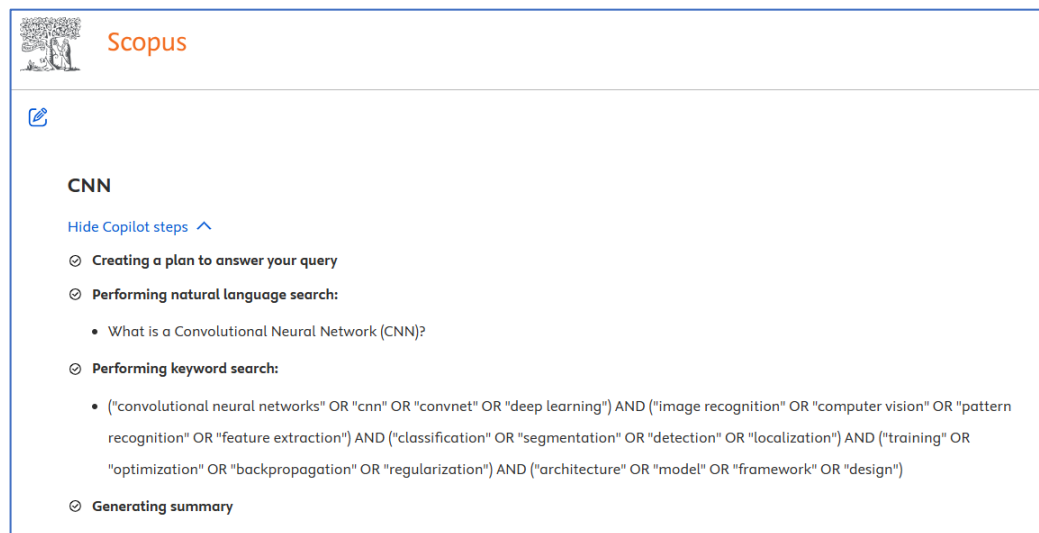 Scopus
CNN
Hide Copilot steps
Creating a plan to answer your query
Performing natural language search:
• What is a Convolutional Neural Network (CNN)?
Performing keyword search:
• ("convolutional neural networks" OR "cnn" OR "convnet" OR "deep learning") AND ("image recognition" OR "computer vision" OR "pattern
recognition" OR "feature extraction") AND ("classification" OR "segmentation" OR "detection" OR "localization") AND ("training" OR
"optimization" OR "backpropagation" OR "regularization") AND ("architecture" OR "model" OR "framework" OR "design")
Generating summary